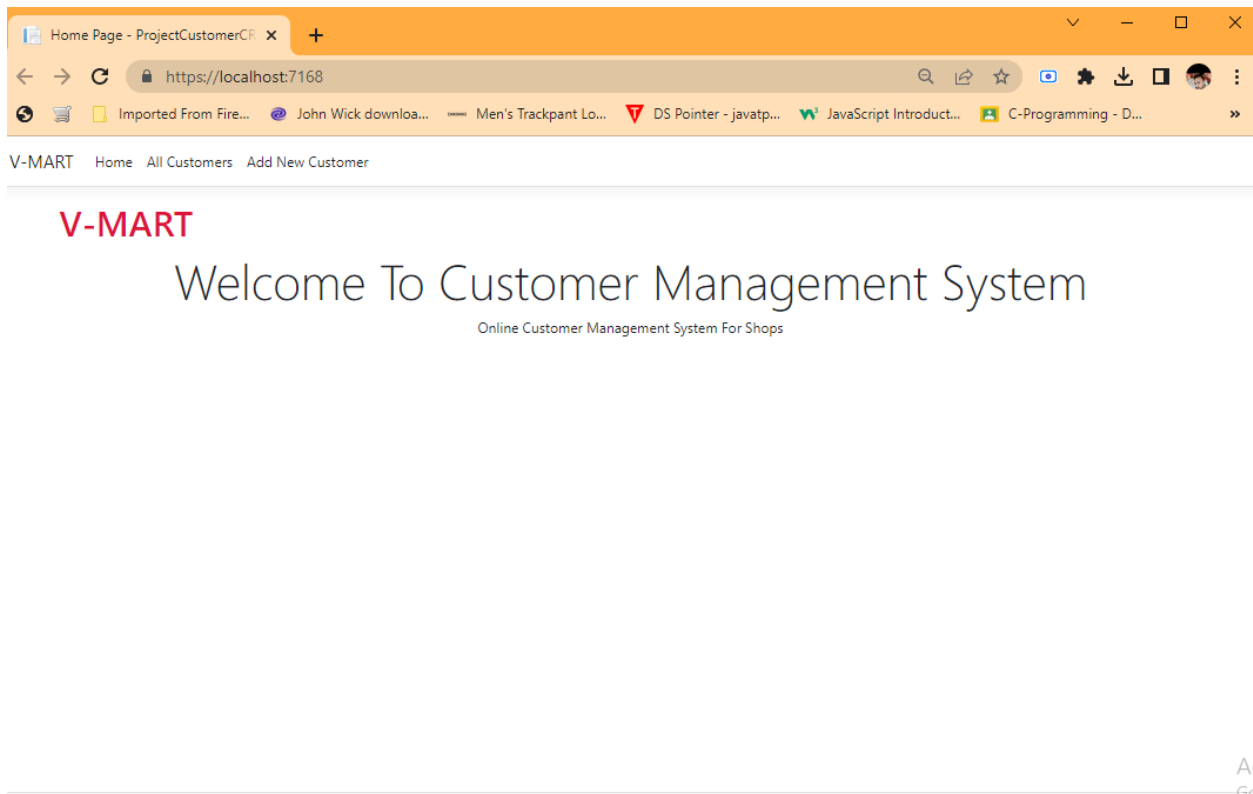 Home Page - ProjectCustomerCR
https://localhost:7168
Imported From Fire... John Wick downloa... Men's Trackpant Lo... DS Pointer - javatp... JavaScript Introduct... C-Programming - D... »
V-MART Home All Customers Add New Customer
V-MART
Welcome To Customer Management System
Online Customer Management System For Shops